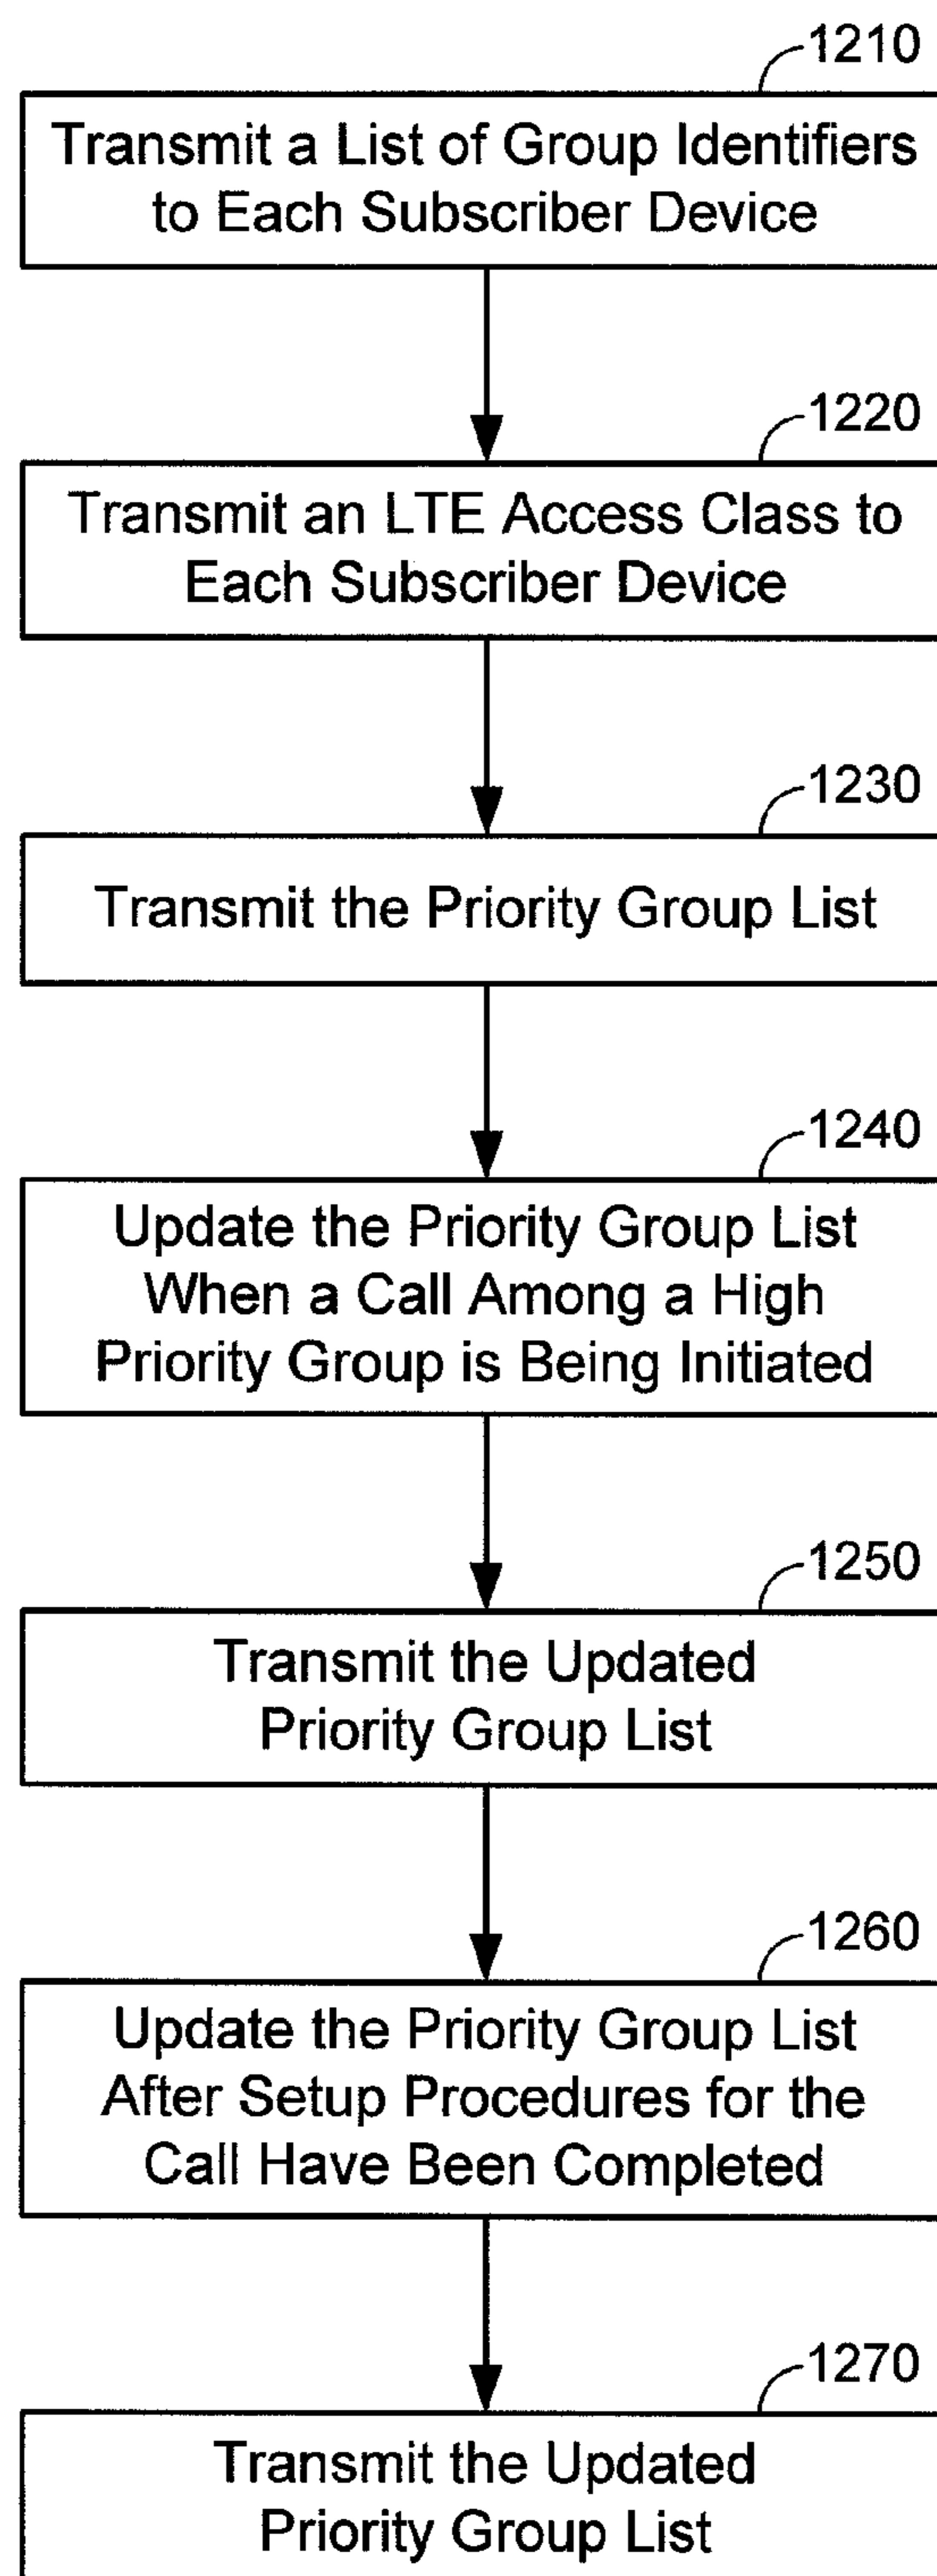 1210
Transmit a List of Group Identifiers
to Each Subscriber Device
1220
Transmit an LTE Access Class to
Each Subscriber Device
1230
Transmit the Priority Group List
1240
Update the Priority Group List
When a Call Among a High
Priority Group is Being Initiated
1250
Transmit the Updated
Priority Group List
1260
Update the Priority Group List
After Setup Procedures for the
Call Have Been Completed
1270
Transmit the Updated
Priority Group List